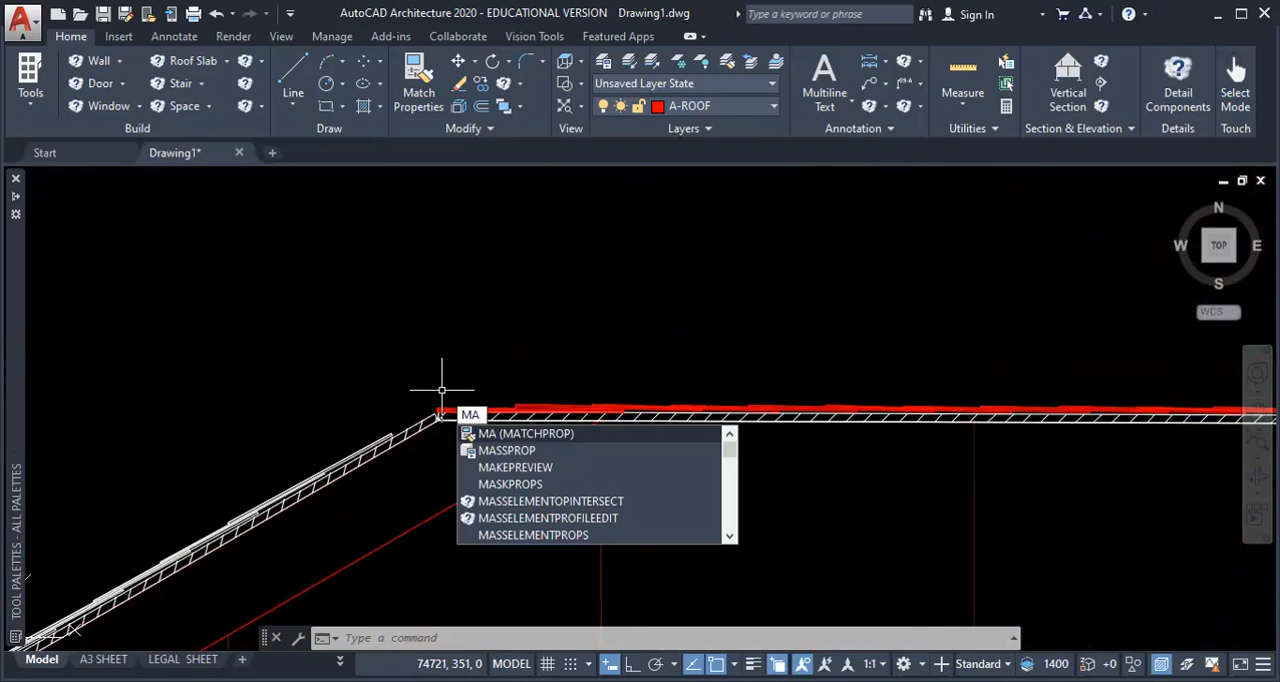 AutoCAD Architecture 2020 - EDUCATIONAL VERSION Drawing1.dwg Type a keyword or phrase Sign In
Home Insert Annotate Render View Manage Add-ins Collaborate Vision Tools Featured Apps
Tools
Wall
Door
Window
Roof Slab
Stair
Space
Build
Line
Draw
Match
Properties
Modify
View
Unsaved Layer State
A-ROOF
Layers
Multiline
Text
Annotation
Measure
Utilities
Vertical
Section
Section & Elevation
Detail
Components
Details
Select
Mode
Touch
Start Drawing1*
N
W TOP E
S
WCS
MA
MA (MATCHPROP)
MASSPROP
MAKEPREVIEW
MASKPROPS
MASSELEMENTOPINTERSECT
MASSELEMENTPROFILEEDIT
MASSELEMENTPROPS
TOOL PALETTES - ALL PALETTES
Type a command
Model A3 SHEET LEGAL SHEET
74721, 351, 0 MODEL 1:1 Standard 1400 +0